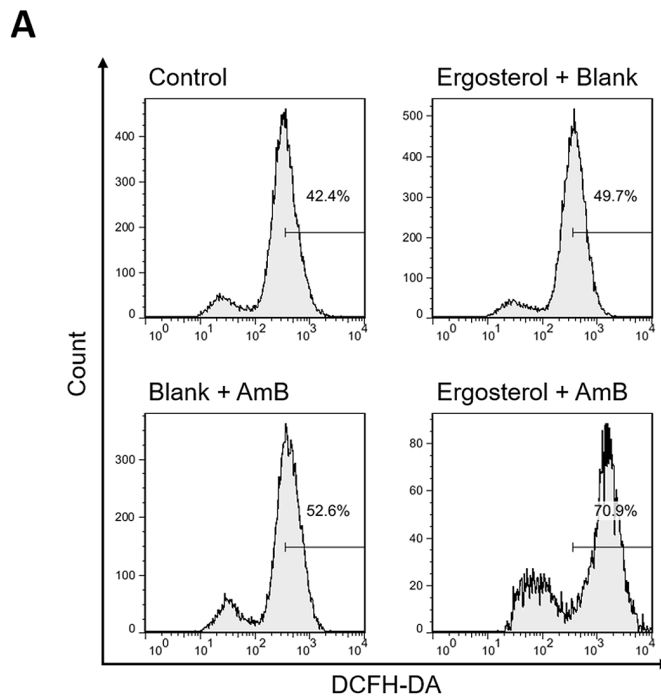 A
Control
Ergosterol + Blank
400
300
200
100
0
42.4%
10^0 10^1 10^2 10^3 10^4
500
400
300
200
100
0
49.7%
10^0 10^1 10^2 10^3 10^4
Count
Blank + AmB
Ergosterol + AmB
300
200
100
0
52.6%
10^0 10^1 10^2 10^3 10^4
80
60
40
20
0
70.9%
10^0 10^1 10^2 10^3 10^4
DCFH-DA